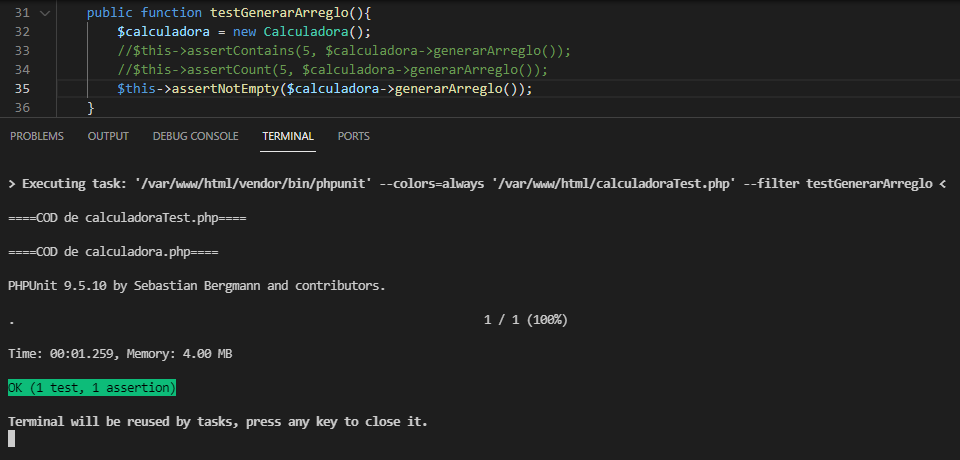 31 public function testGenerarArreglo(){
32 $calculadora = new Calculadora();
33 //$this->assertContains(5, $calculadora->generarArreglo());
34 //$this->assertCount(5, $calculadora->generarArreglo());
35 $this->assertNotEmpty($calculadora->generarArreglo());
36 }
PROBLEMS OUTPUT DEBUG CONSOLE TERMINAL PORTS
> Executing task: '/var/www/html/vendor/bin/phpunit' --colors=always '/var/www/html/calculadoraTest.php' --filter testGenerarArreglo <
====COD de calculadoraTest.php====
====COD de calculadora.php====
PHPUnit 9.5.10 by Sebastian Bergmann and contributors.
. 1 / 1 (100%)
Time: 00:01.259, Memory: 4.00 MB
OK (1 test, 1 assertion)
Terminal will be reused by tasks, press any key to close it.